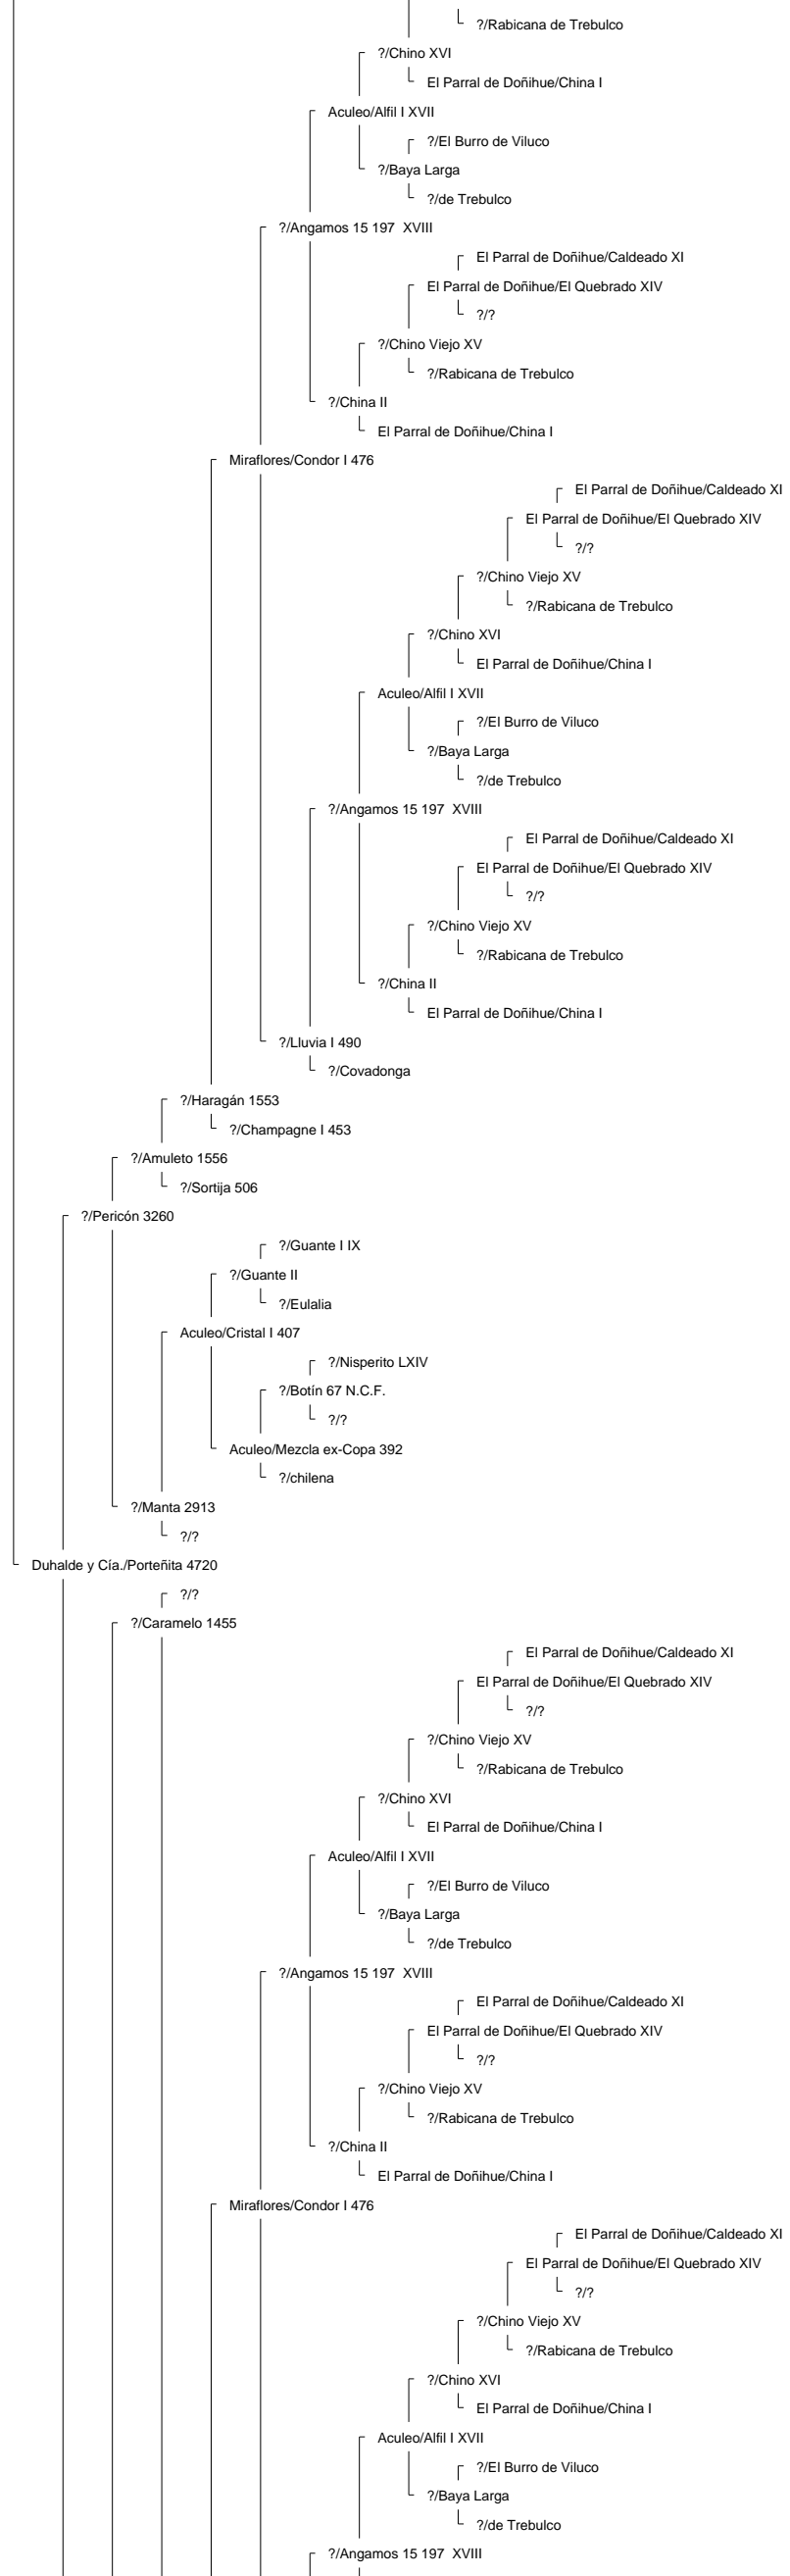 ?/Rabicana de Trebulco
?/Chino XVI
El Parral de Doñihue/China I
Aculeo/Alfil I XVII
?/El Burro de Viluco
?/Baya Larga
?/de Trebulco
?/Angamos 15 197  XVIII
El Parral de Doñihue/Caldeado XI
El Parral de Doñihue/El Quebrado XIV
?/?
?/Chino Viejo XV
?/Rabicana de Trebulco
?/China II
El Parral de Doñihue/China I
Miraflores/Condor I 476
El Parral de Doñihue/Caldeado XI
El Parral de Doñihue/El Quebrado XIV
?/?
?/Chino Viejo XV
?/Rabicana de Trebulco
?/Chino XVI
El Parral de Doñihue/China I
Aculeo/Alfil I XVII
?/El Burro de Viluco
?/Baya Larga
?/de Trebulco
?/Angamos 15 197  XVIII
El Parral de Doñihue/Caldeado XI
El Parral de Doñihue/El Quebrado XIV
?/?
?/Chino Viejo XV
?/Rabicana de Trebulco
?/China II
El Parral de Doñihue/China I
?/Lluvia I 490
?/Covadonga
?/Haragán 1553
?/Champagne I 453
?/Amuleto 1556
?/Sortija 506
?/Pericón 3260
?/Guante I IX
?/Guante II
?/Eulalia
Aculeo/Cristal I 407
?/Nisperito LXIV
?/Botín 67 N.C.F.
?/?
Aculeo/Mezcla ex-Copa 392
?/chilena
?/Manta 2913
?/?
Duhalde y Cía./Porteñita 4720
?/?
?/Caramelo 1455
El Parral de Doñihue/Caldeado XI
El Parral de Doñihue/El Quebrado XIV
?/?
?/Chino Viejo XV
?/Rabicana de Trebulco
?/Chino XVI
El Parral de Doñihue/China I
Aculeo/Alfil I XVII
?/El Burro de Viluco
?/Baya Larga
?/de Trebulco
?/Angamos 15 197  XVIII
El Parral de Doñihue/Caldeado XI
El Parral de Doñihue/El Quebrado XIV
?/?
?/Chino Viejo XV
?/Rabicana de Trebulco
?/China II
El Parral de Doñihue/China I
Miraflores/Condor I 476
El Parral de Doñihue/Caldeado XI
El Parral de Doñihue/El Quebrado XIV
?/?
?/Chino Viejo XV
?/Rabicana de Trebulco
?/Chino XVI
El Parral de Doñihue/China I
Aculeo/Alfil I XVII
?/El Burro de Viluco
?/Baya Larga
?/de Trebulco
?/Angamos 15 197  XVIII